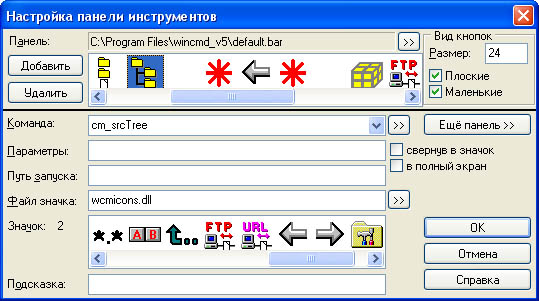 Настройка панели инструментов
Панель: C:\Program Files\wincmd_v5\default.bar >>
Вид кнопок
Размер: 24
Добавить
Удалить
FTP
Плоские
Маленькие
Команда: cm_srcTree >> Ещё панель >>
Параметры:
свернув в значок
в полный экран
Путь запуска:
Файл значка: wcmicons.dll >>
Значок: 2
*.* A B FTP URL
OK
Отмена
Справка
Подсказка: